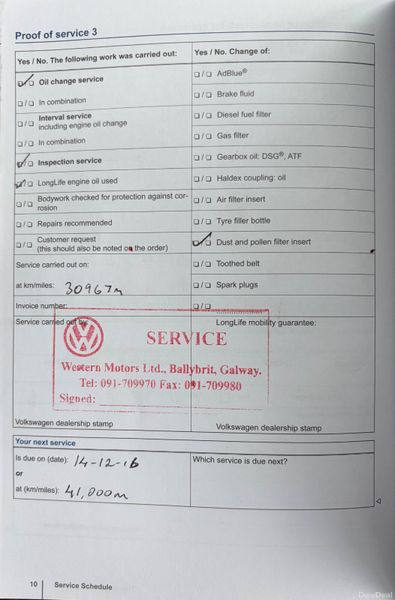 Proof of service 3
Yes / No. The following work was carried out:
Oil change service
In combination
Interval service
including engine oil change
In combination
Inspection service
LongLife engine oil used
Bodywork checked for protection against cor-
rosion
Repairs recommended
Customer request
(this should also be noted on the order)
Service carried out on:
at km/miles: 30967m
Invoice number:
Service carried out by
Yes / No. Change of:
AdBlue®
Brake fluid
Diesel fuel filter
Gas filter
Gearbox oil: DSG®, ATF
Haldex coupling: oil
Air filter insert
Tyre filler bottle
Dust and pollen filter insert
Toothed belt
Spark plugs
LongLife mobility guarantee:
SERVICE
Western Motors Ltd., Ballybrit, Galway.
Tel: 091-709970 Fax: 091-709980
Signed:
Volkswagen dealership stamp
Volkswagen dealership stamp
Your next service
Is due on (date): 14-12-16
or
at (km/miles): 41,000m
Which service is due next?
10 Service Schedule
DoneDeal